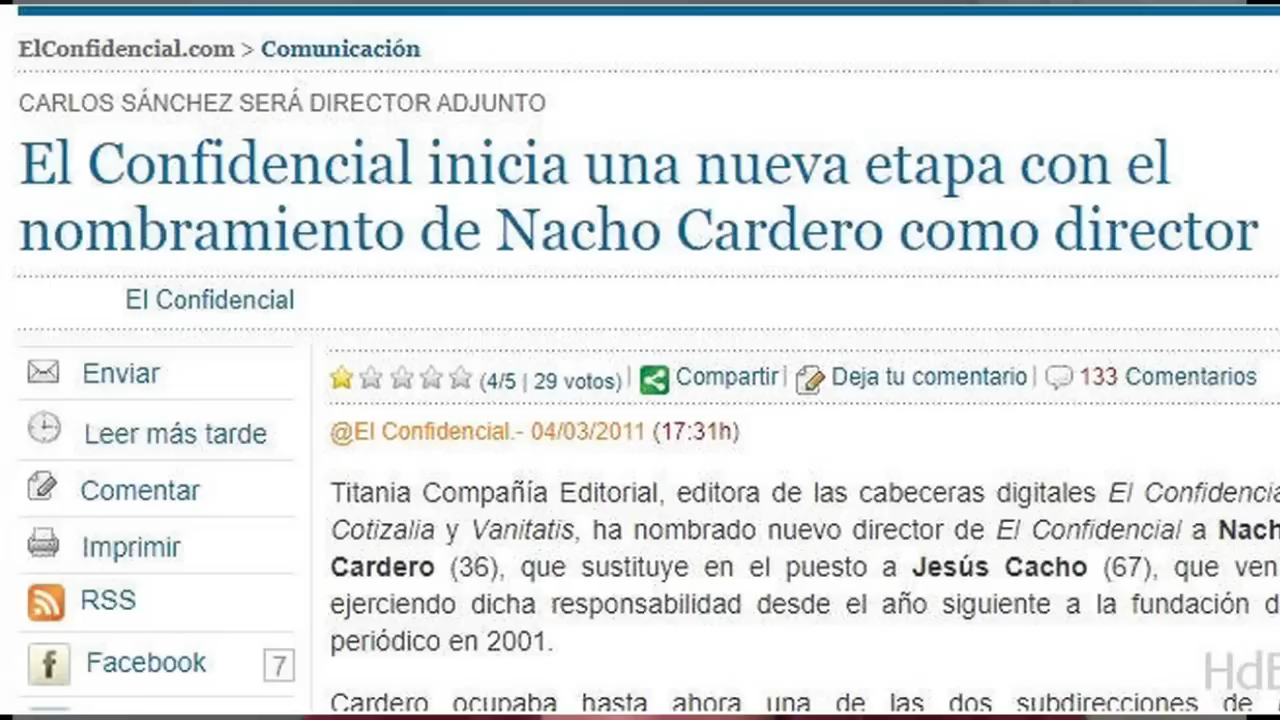 ElConfidencial.com > Comunicación
CARLOS SÁNCHEZ SERÁ DIRECTOR ADJUNTO
El Confidencial inicia una nueva etapa con el
nombramiento de Nacho Cardero como director
El Confidencial
Enviar
Leer más tarde
Comentar
Imprimir
RSS
Facebook 7
(4/5 | 29 votos) | Compartir | Deja tu comentario | 133 Comentarios
@El Confidencial.- 04/03/2011 (17:31h)
Titania Compañía Editorial, editora de las cabeceras digitales El Confidencia
Cotizalia y Vanitatis, ha nombrado nuevo director de El Confidencial a Nach
Cardero (36), que sustituye en el puesto a Jesús Cacho (67), que ven
ejerciendo dicha responsabilidad desde el año siguiente a la fundación d
periódico en 2001.
Cardero ocupaba hasta ahora una de las dos subdirecciones de
HdE